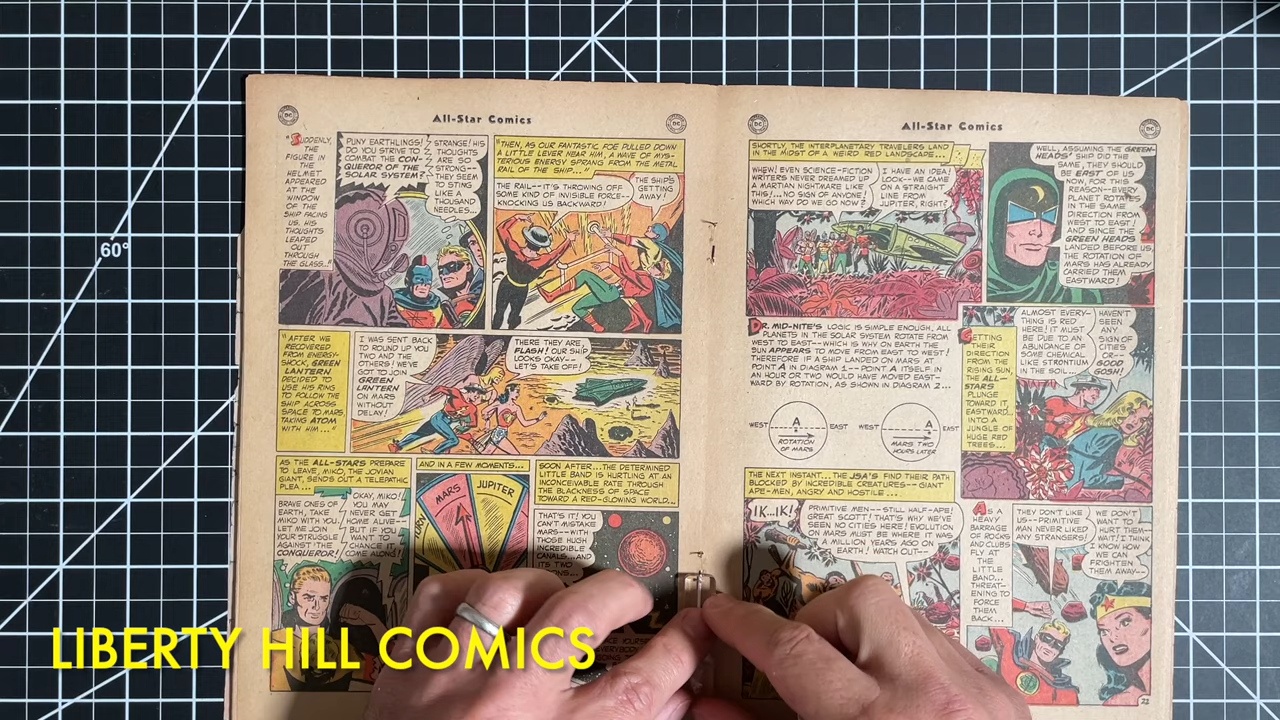 All-Star Comics
"SUDDENLY,
THE
FIGURE IN
THE
HELMET
APPEARED
AT THE
WINDOW
OF THE
SHIP FACING
US. HIS
THOUGHTS
LEAPED
OUT
THROUGH
THE GLASS..."
PUNY EARTHLINGS!
DO YOU STRIVE TO
COMBAT THE CON-
QUEROR OF THE
SOLAR SYSTEM?
STRANGE! HIS
THOUGHTS
ARE SO
STRONG--
THEY SEEM
TO STING
LIKE A
THOUSAND
NEEDLES...
"THEN, AS OUR FANTASTIC FOE PULLED DOWN
A LITTLE LEVER NEAR HIM, A WAVE OF MYS-
TERIOUS ENERGY SPRANG FROM THE METAL
RAIL OF THE SHIP..."
THE RAIL--IT'S THROWING OFF
SOME KIND OF INVISIBLE FORCE--
KNOCKING US BACKWARD!
THE SHIP'S
GETTING
AWAY!
"AFTER WE
RECOVERED
FROM ENERGY-
SHOCK, GREEN
LANTERN
DECIDED TO
USE HIS RING
TO FOLLOW THE
SHIP ACROSS
SPACE TO MARS,
TAKING ATOM
WITH HIM..."
I WAS SENT BACK
TO ROUND UP YOU
TWO AND THE
OTHERS! WE'VE
GOT TO JOIN
GREEN
LANTERN
ON MARS
WITHOUT
DELAY!
THERE THEY ARE,
FLASH! OUR SHIP
LOOKS OKAY--
LET'S TAKE OFF!
AS THE ALL-STARS PREPARE
TO LEAVE, MIKO, THE JOVIAN
GIANT, SENDS OUT A TELEPATHIC
PLEA...
BRAVE ONES OF
EARTH, TAKE
MIKO WITH YOU.
LET ME JOIN
YOUR STRUGGLE
AGAINST THE
CONQUEROR!
OKAY, MIKO!
YOU MAY
NEVER GET
HOME ALIVE--
BUT IF YOU
WANT TO
CHANCE IT,
COME ALONG!
AND IN A FEW MOMENTS...
MARS
JUPITER
SOON AFTER...THE DETERMINED
LITTLE BAND IS HURTLING AT AN
INCONCEIVABLE RATE THROUGH
THE BLACKNESS OF SPACE
TOWARD A RED-GLOWING WORLD...
THAT'S IT! YOU
CAN'T MISTAKE
MARS--WITH
THOSE HUGH
INCREDIBLE
CANALS...AND
ITS TWO
All-Star Comics
SHORTLY, THE INTERPLANETARY TRAVELERS LAND
IN THE MIDST OF A WEIRD RED LANDSCAPE...
WHEW! EVEN SCIENCE-FICTION
WRITERS NEVER DREAMED UP
A MARTIAN NIGHTMARE LIKE
THIS!...NO SIGN OF ANYONE!
WHICH WAY DO WE GO NOW?
I HAVE AN IDEA!
LOOK--WE CAME
ON A STRAIGHT
LINE FROM
JUPITER, RIGHT?
WELL, ASSUMING THE GREEN-
HEADS' SHIP DID THE
SAME, THEY SHOULD
BE EAST OF US
NOW, FOR THIS
REASON--EVERY
PLANET ROTATES
IN THE SAME
DIRECTION FROM
WEST TO EAST!
AND SINCE THE
GREEN HEADS
LANDED BEFORE US,
THE ROTATION OF
MARS HAS ALREADY
CARRIED THEM
EASTWARD!
DR. MID-NITE'S LOGIC IS SIMPLE ENOUGH. ALL
PLANETS IN THE SOLAR SYSTEM ROTATE FROM
WEST TO EAST--WHICH IS WHY ON EARTH THE
SUN APPEARS TO MOVE FROM EAST TO WEST!
THEREFORE IF A SHIP LANDED ON MARS AT
POINT A IN DIAGRAM 1--POINT A ITSELF IN
AN HOUR OR TWO WOULD HAVE MOVED EAST-
WARD BY ROTATION, AS SHOWN IN DIAGRAM 2...
WEST A EAST
ROTATION
OF MARS
WEST A EAST
MARS TWO
HOURS LATER
GETTING
THEIR
DIRECTION
FROM THE
RISING SUN,
THE ALL-
STARS
PLUNGE
TOWARD IT,
EASTWARD...
INTO A
JUNGLE OF
HUGE RED
TREES...
ALMOST EVERY-
THING IS RED
HERE! IT MUST
BE DUE TO AN
ABUNDANCE OF
SOME CHEMICAL
LIKE STRONTIUM
IN THE SOIL...
HAVEN'T
SEEN
ANY SIGN
OF CITIES
OR--
GOOD
GOSH!
THE NEXT INSTANT...THE JSA'S FIND THEIR PATH
BLOCKED BY INCREDIBLE CREATURES--GIANT
APE-MEN, ANGRY AND HOSTILE...
IK...IK!
PRIMITIVE MEN--STILL HALF-APE!
GREAT SCOTT! THAT'S WHY WE'VE
SEEN NO CITIES HERE! EVOLUTION
ON MARS MUST BE WHERE IT WAS
A MILLION YEARS AGO ON
EARTH! WATCH OUT--
AS A
HEAVY
BARRAGE
OF ROCKS
AND CLUBS
FLY AT
THE
LITTLE
BAND...
THREAT-
ENING TO
FORCE
THEM
BACK...
THEY DON'T LIKE
US--PRIMITIVE
MAN NEVER LIKED
ANY STRANGERS!
WE DON'T
WANT TO
HURT THEM--
WAIT! I THINK
I KNOW HOW
WE CAN
FRIGHTEN
THEM AWAY--
60°
LIBERTY HILL COMICS